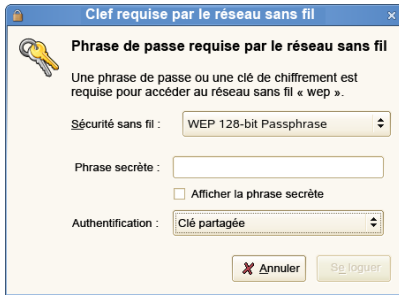 Clef requise par le réseau sans fil
Phrase de passe requise par le réseau sans fil
Une phrase de passe ou une clé de chiffrement est
requise pour accéder au réseau sans fil « wep ».
Sécurité sans fil : WEP 128-bit Passphrase
Phrase secrète :
Afficher la phrase secrète
Authentification : Clé partagée
Annuler Se loguer